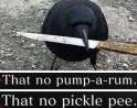 That no pump-a-rum.
That no pickle pee.